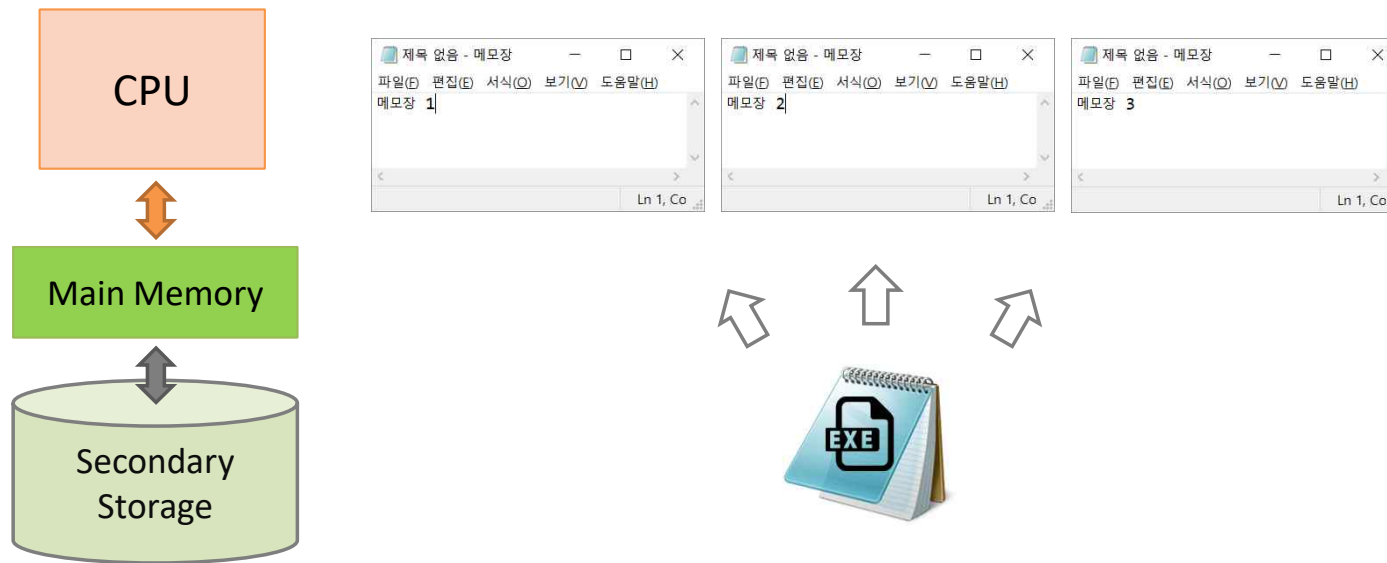 CPU
Main Memory
Secondary
Storage
제목 없음 - 메모장
파일(F) 편집(E) 서식(O) 보기(V) 도움말(H)
메모장 1
Ln 1, Co
제목 없음 - 메모장
파일(F) 편집(E) 서식(O) 보기(V) 도움말(H)
메모장 2
Ln 1, Co
제목 없음 - 메모장
파일(F) 편집(E) 서식(O) 보기(V) 도움말(H)
메모장 3
Ln 1, Co
EXE